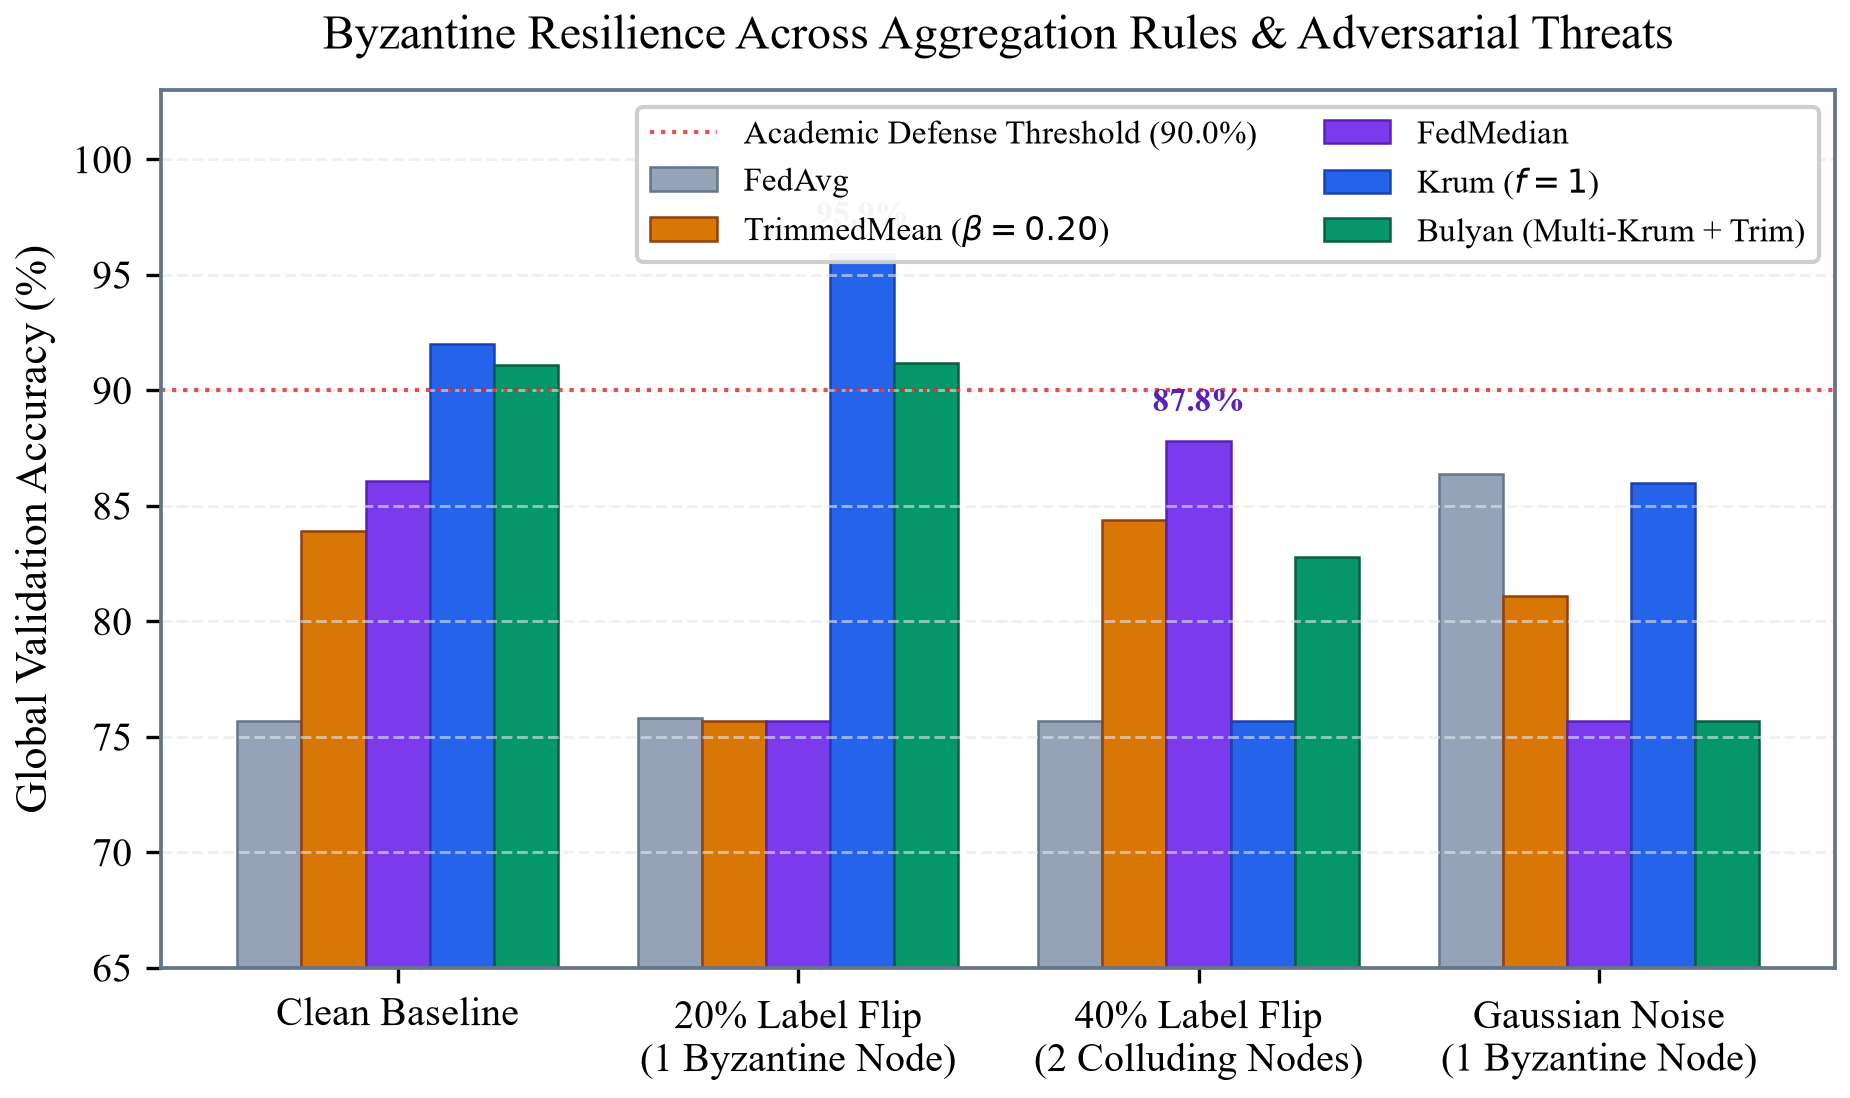 Byzantine Resilience Across Aggregation Rules & Adversarial Threats
Global Validation Accuracy (%)
100
95
90
85
80
75
70
65
Academic Defense Threshold (90.0%)
FedAvg
TrimmedMean (β = 0.20)
FedMedian
Krum (f = 1)
Bulyan (Multi-Krum + Trim)
95.9%
87.8%
Clean Baseline
20% Label Flip
(1 Byzantine Node)
40% Label Flip
(2 Colluding Nodes)
Gaussian Noise
(1 Byzantine Node)